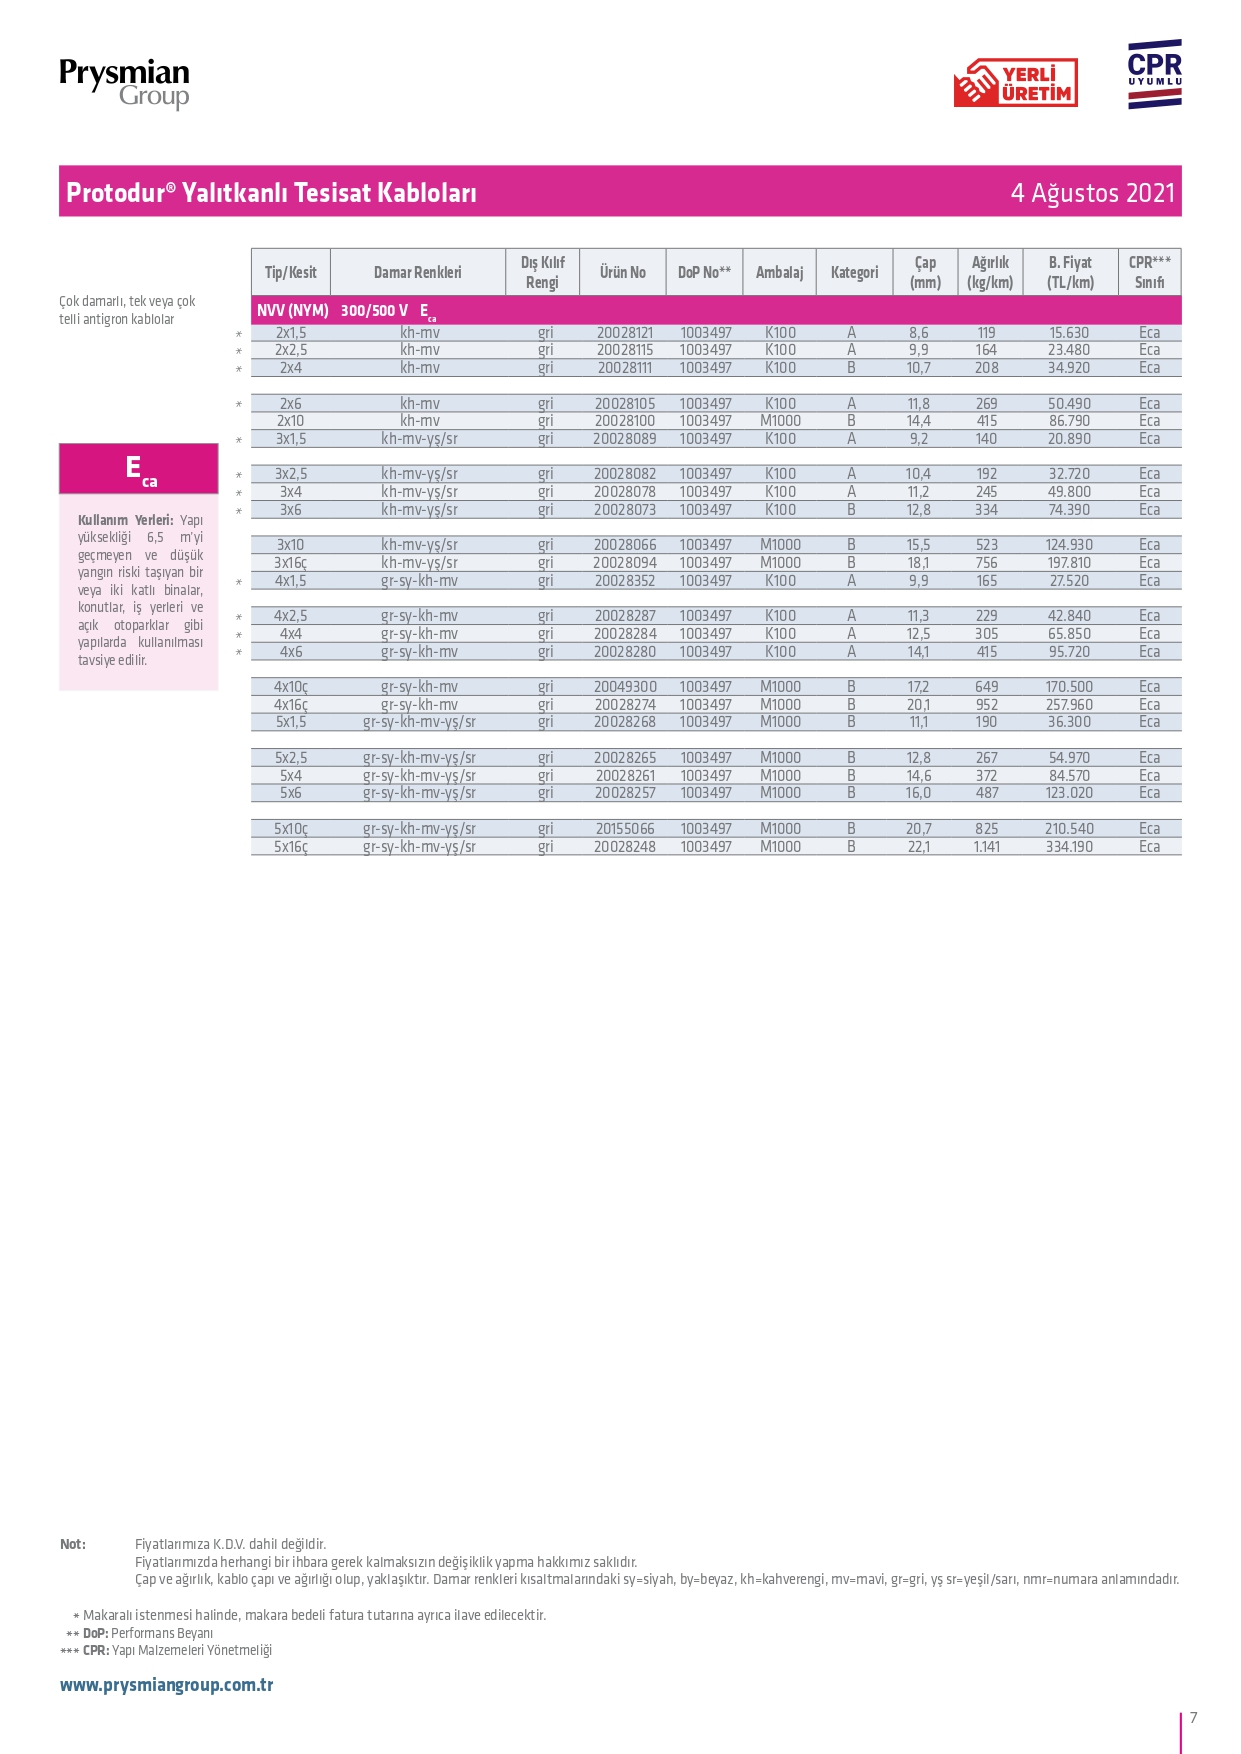 Prysmian
Group
YERLİ
ÜRETİM
CPR
UYUMLU
Protodur® Yalıtkanlı Tesisat Kabloları 4 Ağustos 2021
Çok damarlı, tek veya çok
telli antigron kablolar
Tip/Kesit Damar Renkleri Dış Kılıf Rengi Ürün No DoP No** Ambalaj Kategori Çap (mm) Ağırlık (kg/km) B. Fiyat (TL/km) CPR*** Sınıfı
NVV (NYM) 300/500 V Eca
* 2x1,5 kh-mv gri 20028121 1003497 K100 A 8,6 119 15.630 Eca
* 2x2,5 kh-mv gri 20028115 1003497 K100 A 9,9 164 23.480 Eca
* 2x4 kh-mv gri 20028111 1003497 K100 B 10,7 208 34.920 Eca
* 2x6 kh-mv gri 20028105 1003497 K100 A 11,8 269 50.490 Eca
2x10 kh-mv gri 20028100 1003497 M1000 B 14,4 415 86.790 Eca
* 3x1,5 kh-mv-yş/sr gri 20028089 1003497 K100 A 9,2 140 20.890 Eca
* 3x2,5 kh-mv-yş/sr gri 20028082 1003497 K100 A 10,4 192 32.720 Eca
* 3x4 kh-mv-yş/sr gri 20028078 1003497 K100 A 11,2 245 49.800 Eca
* 3x6 kh-mv-yş/sr gri 20028073 1003497 K100 B 12,8 334 74.390 Eca
3x10 kh-mv-yş/sr gri 20028066 1003497 M1000 B 15,5 523 124.930 Eca
3x16ç kh-mv-yş/sr gri 20028094 1003497 M1000 B 18,1 756 197.810 Eca
* 4x1,5 gr-sy-kh-mv gri 20028352 1003497 K100 A 9,9 165 27.520 Eca
* 4x2,5 gr-sy-kh-mv gri 20028287 1003497 K100 A 11,3 229 42.840 Eca
* 4x4 gr-sy-kh-mv gri 20028284 1003497 K100 A 12,5 305 65.850 Eca
* 4x6 gr-sy-kh-mv gri 20028280 1003497 K100 A 14,1 415 95.720 Eca
4x10ç gr-sy-kh-mv gri 20049300 1003497 M1000 B 17,2 649 170.500 Eca
4x16ç gr-sy-kh-mv gri 20028274 1003497 M1000 B 20,1 952 257.960 Eca
5x1,5 gr-sy-kh-mv-yş/sr gri 20028268 1003497 M1000 B 11,1 190 36.300 Eca
5x2,5 gr-sy-kh-mv-yş/sr gri 20028265 1003497 M1000 B 12,8 267 54.970 Eca
5x4 gr-sy-kh-mv-yş/sr gri 20028261 1003497 M1000 B 14,6 372 84.570 Eca
5x6 gr-sy-kh-mv-yş/sr gri 20028257 1003497 M1000 B 16,0 487 123.020 Eca
5x10ç gr-sy-kh-mv-yş/sr gri 20155066 1003497 M1000 B 20,7 825 210.540 Eca
5x16ç gr-sy-kh-mv-yş/sr gri 20028248 1003497 M1000 B 22,1 1.141 334.190 Eca
Eca
Kullanım Yerleri: Yapı
yüksekliği 6,5 m'yi
geçmeyen ve düşük
yangın riski taşıyan bir
veya iki katlı binalar,
konutlar, iş yerleri ve
açık otoparklar gibi
yapılarda kullanılması
tavsiye edilir.
Not: Fiyatlarımıza K.D.V. dahil değildir.
Fiyatlarımızda herhangi bir ihbara gerek kalmaksızın değişiklik yapma hakkımız saklıdır.
Çap ve ağırlık, kablo çapı ve ağırlığı olup, yaklaşıktır. Damar renkleri kısaltmalarındaki sy=siyah, by=beyaz, kh=kahverengi, mv=mavi, gr=gri, yş sr=yeşil/sarı, nmr=numara anlamındadır.
* Makaralı istenmesi halinde, makara bedeli fatura tutarına ayrıca ilave edilecektir.
** DoP: Performans Beyanı
*** CPR: Yapı Malzemeleri Yönetmeliği
www.prysmiangroup.com.tr
7